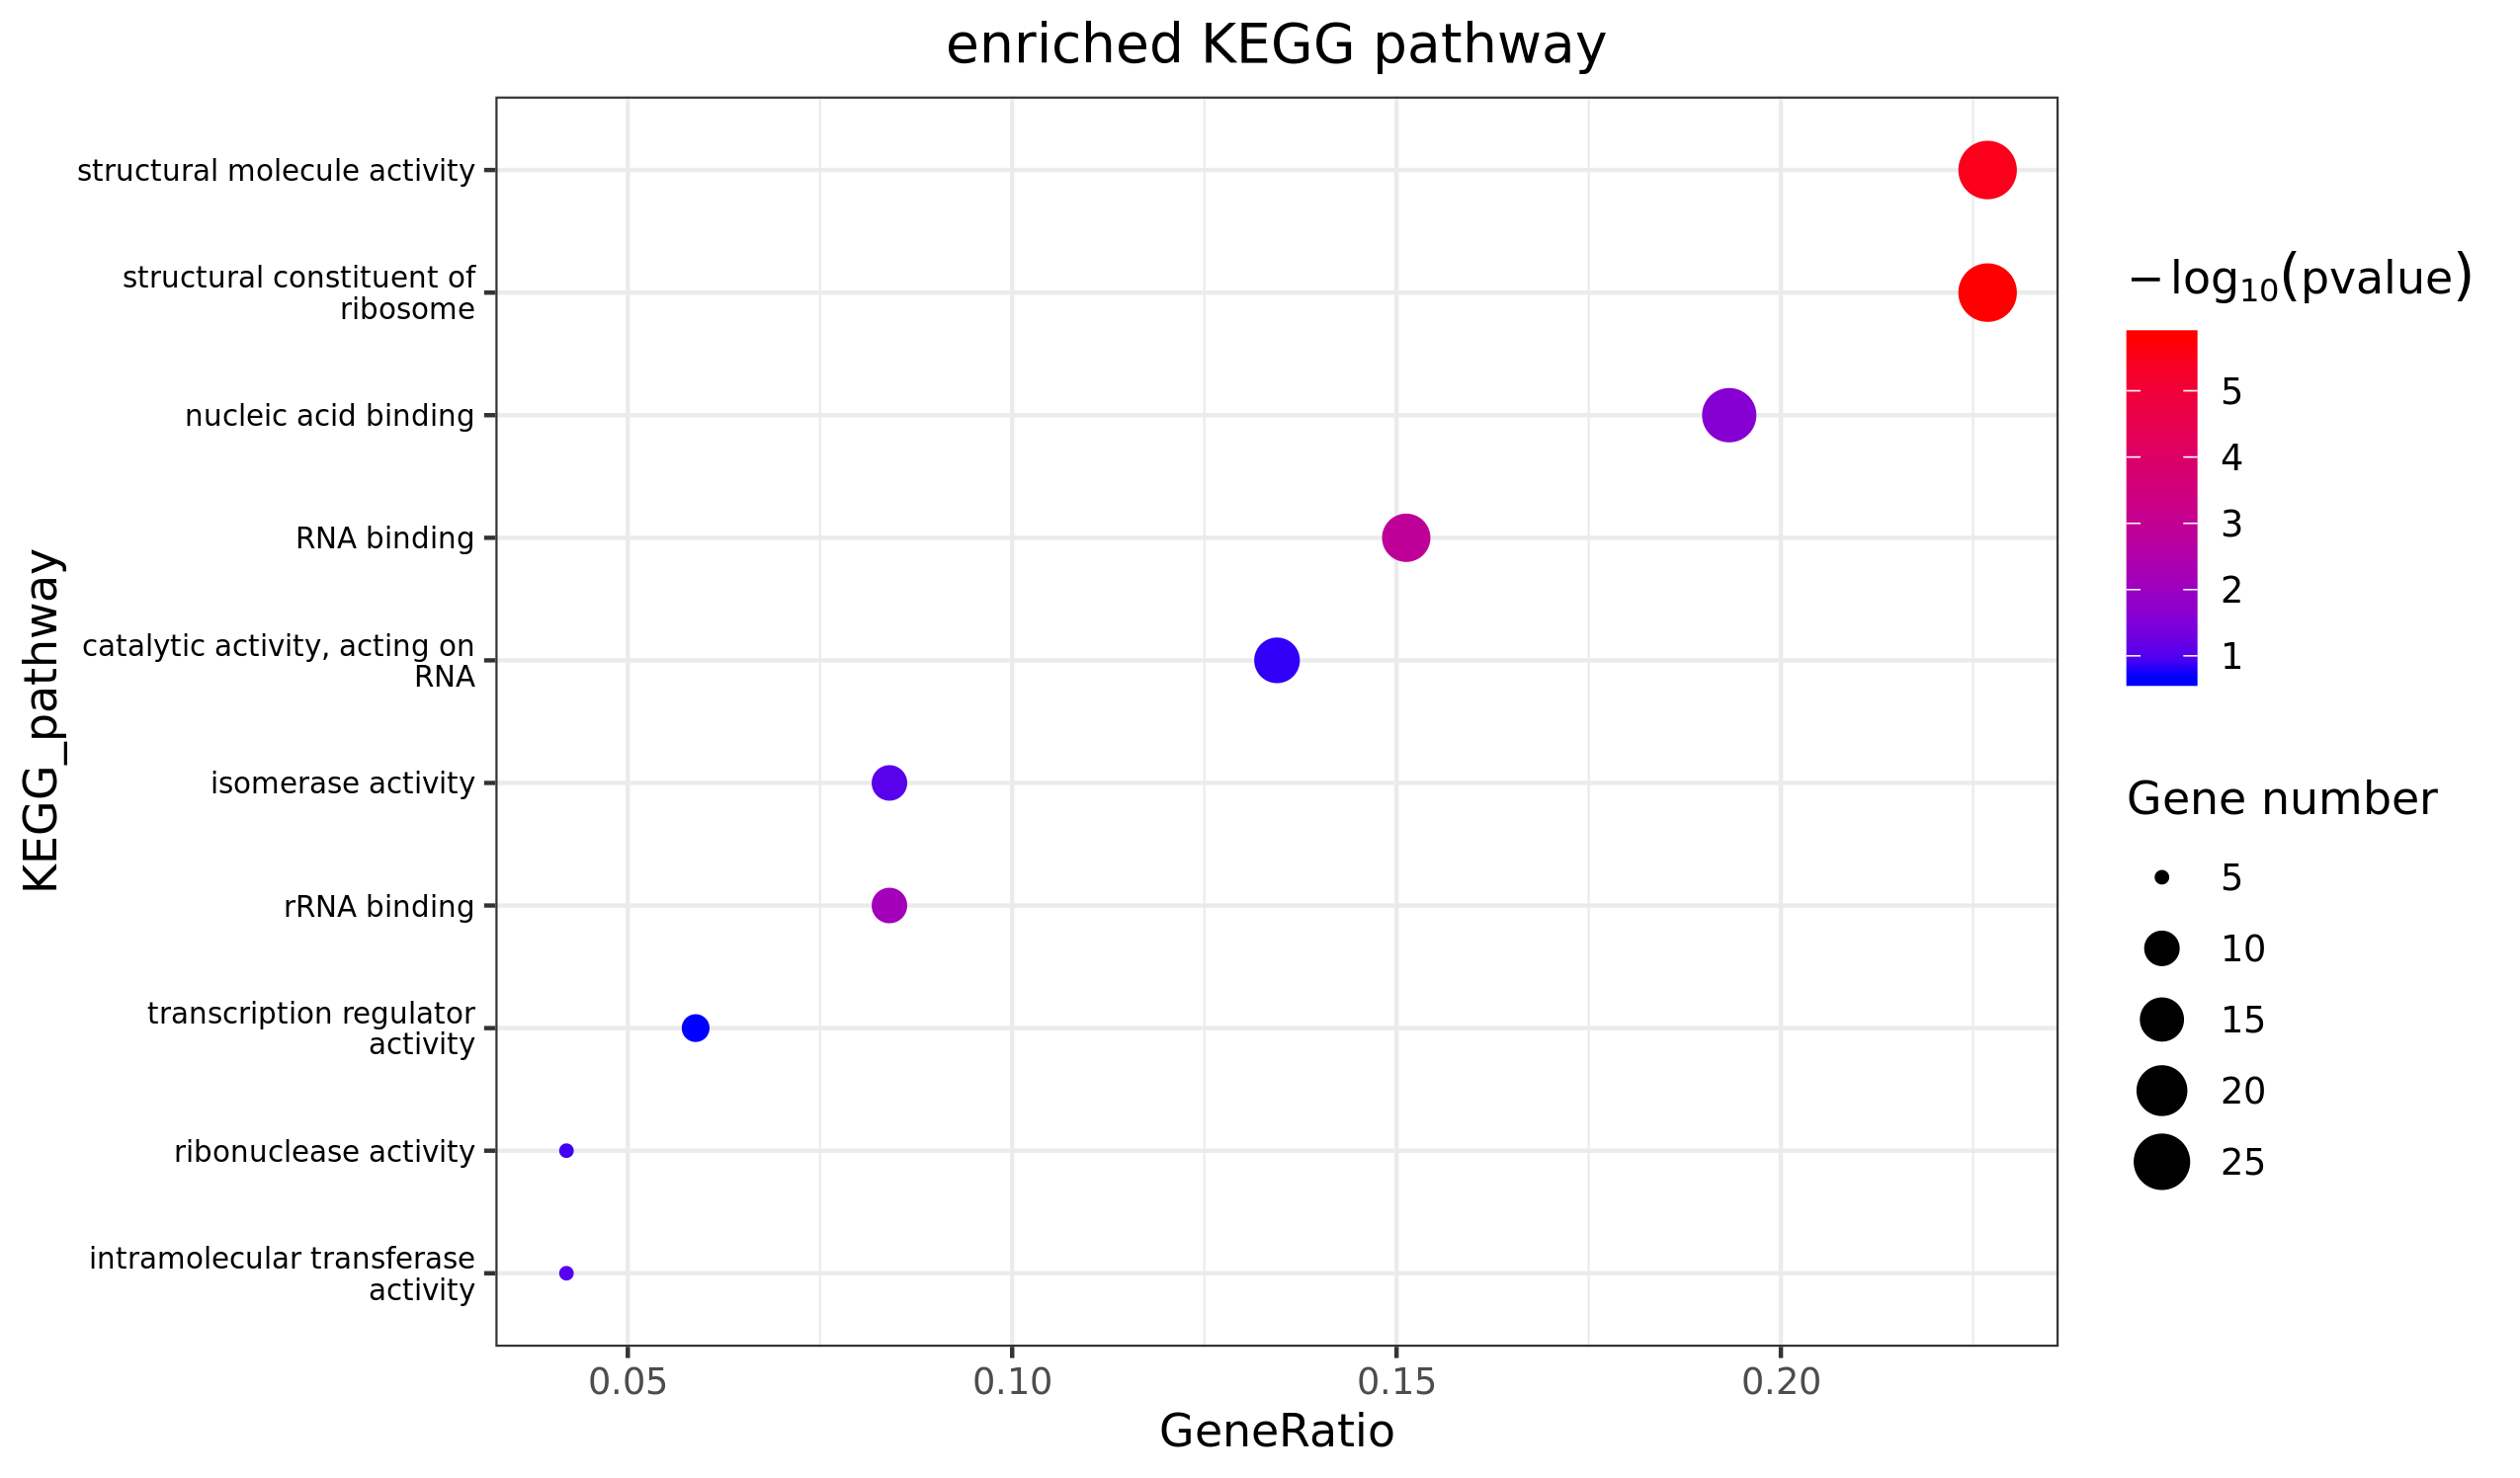 enriched KEGG pathway
KEGG_pathway
structural molecule activity
structural constituent of
ribosome
nucleic acid binding
RNA binding
catalytic activity, acting on
RNA
isomerase activity
rRNA binding
transcription regulator
activity
ribonuclease activity
intramolecular transferase
activity
0.05 0.10 0.15 0.20
GeneRatio
−log₁₀(pvalue)
5
4
3
2
1
Gene number
5
10
15
20
25